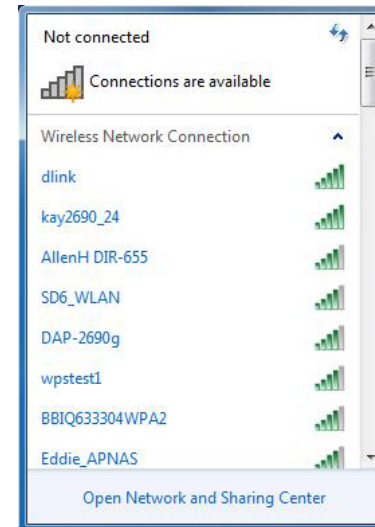 Not connected
Connections are available
Wireless Network Connection
dlink
kay2690_24
AllenH DIR-655
SD6_WLAN
DAP-2690g
wpstest1
BBIQ633304WPA2
Eddie_APNAS
Open Network and Sharing Center